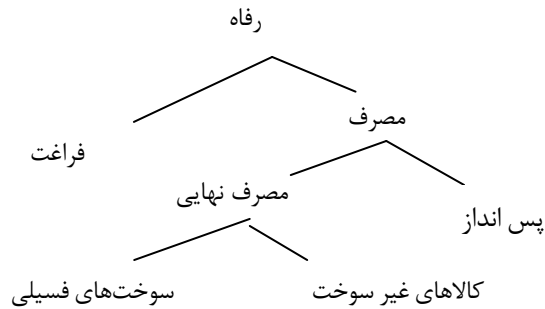 رفاه
مصرف
فراغت
مصرف نهایی
پس انداز
کالاهای غیر سوخت
سوخت‌های فسیلی